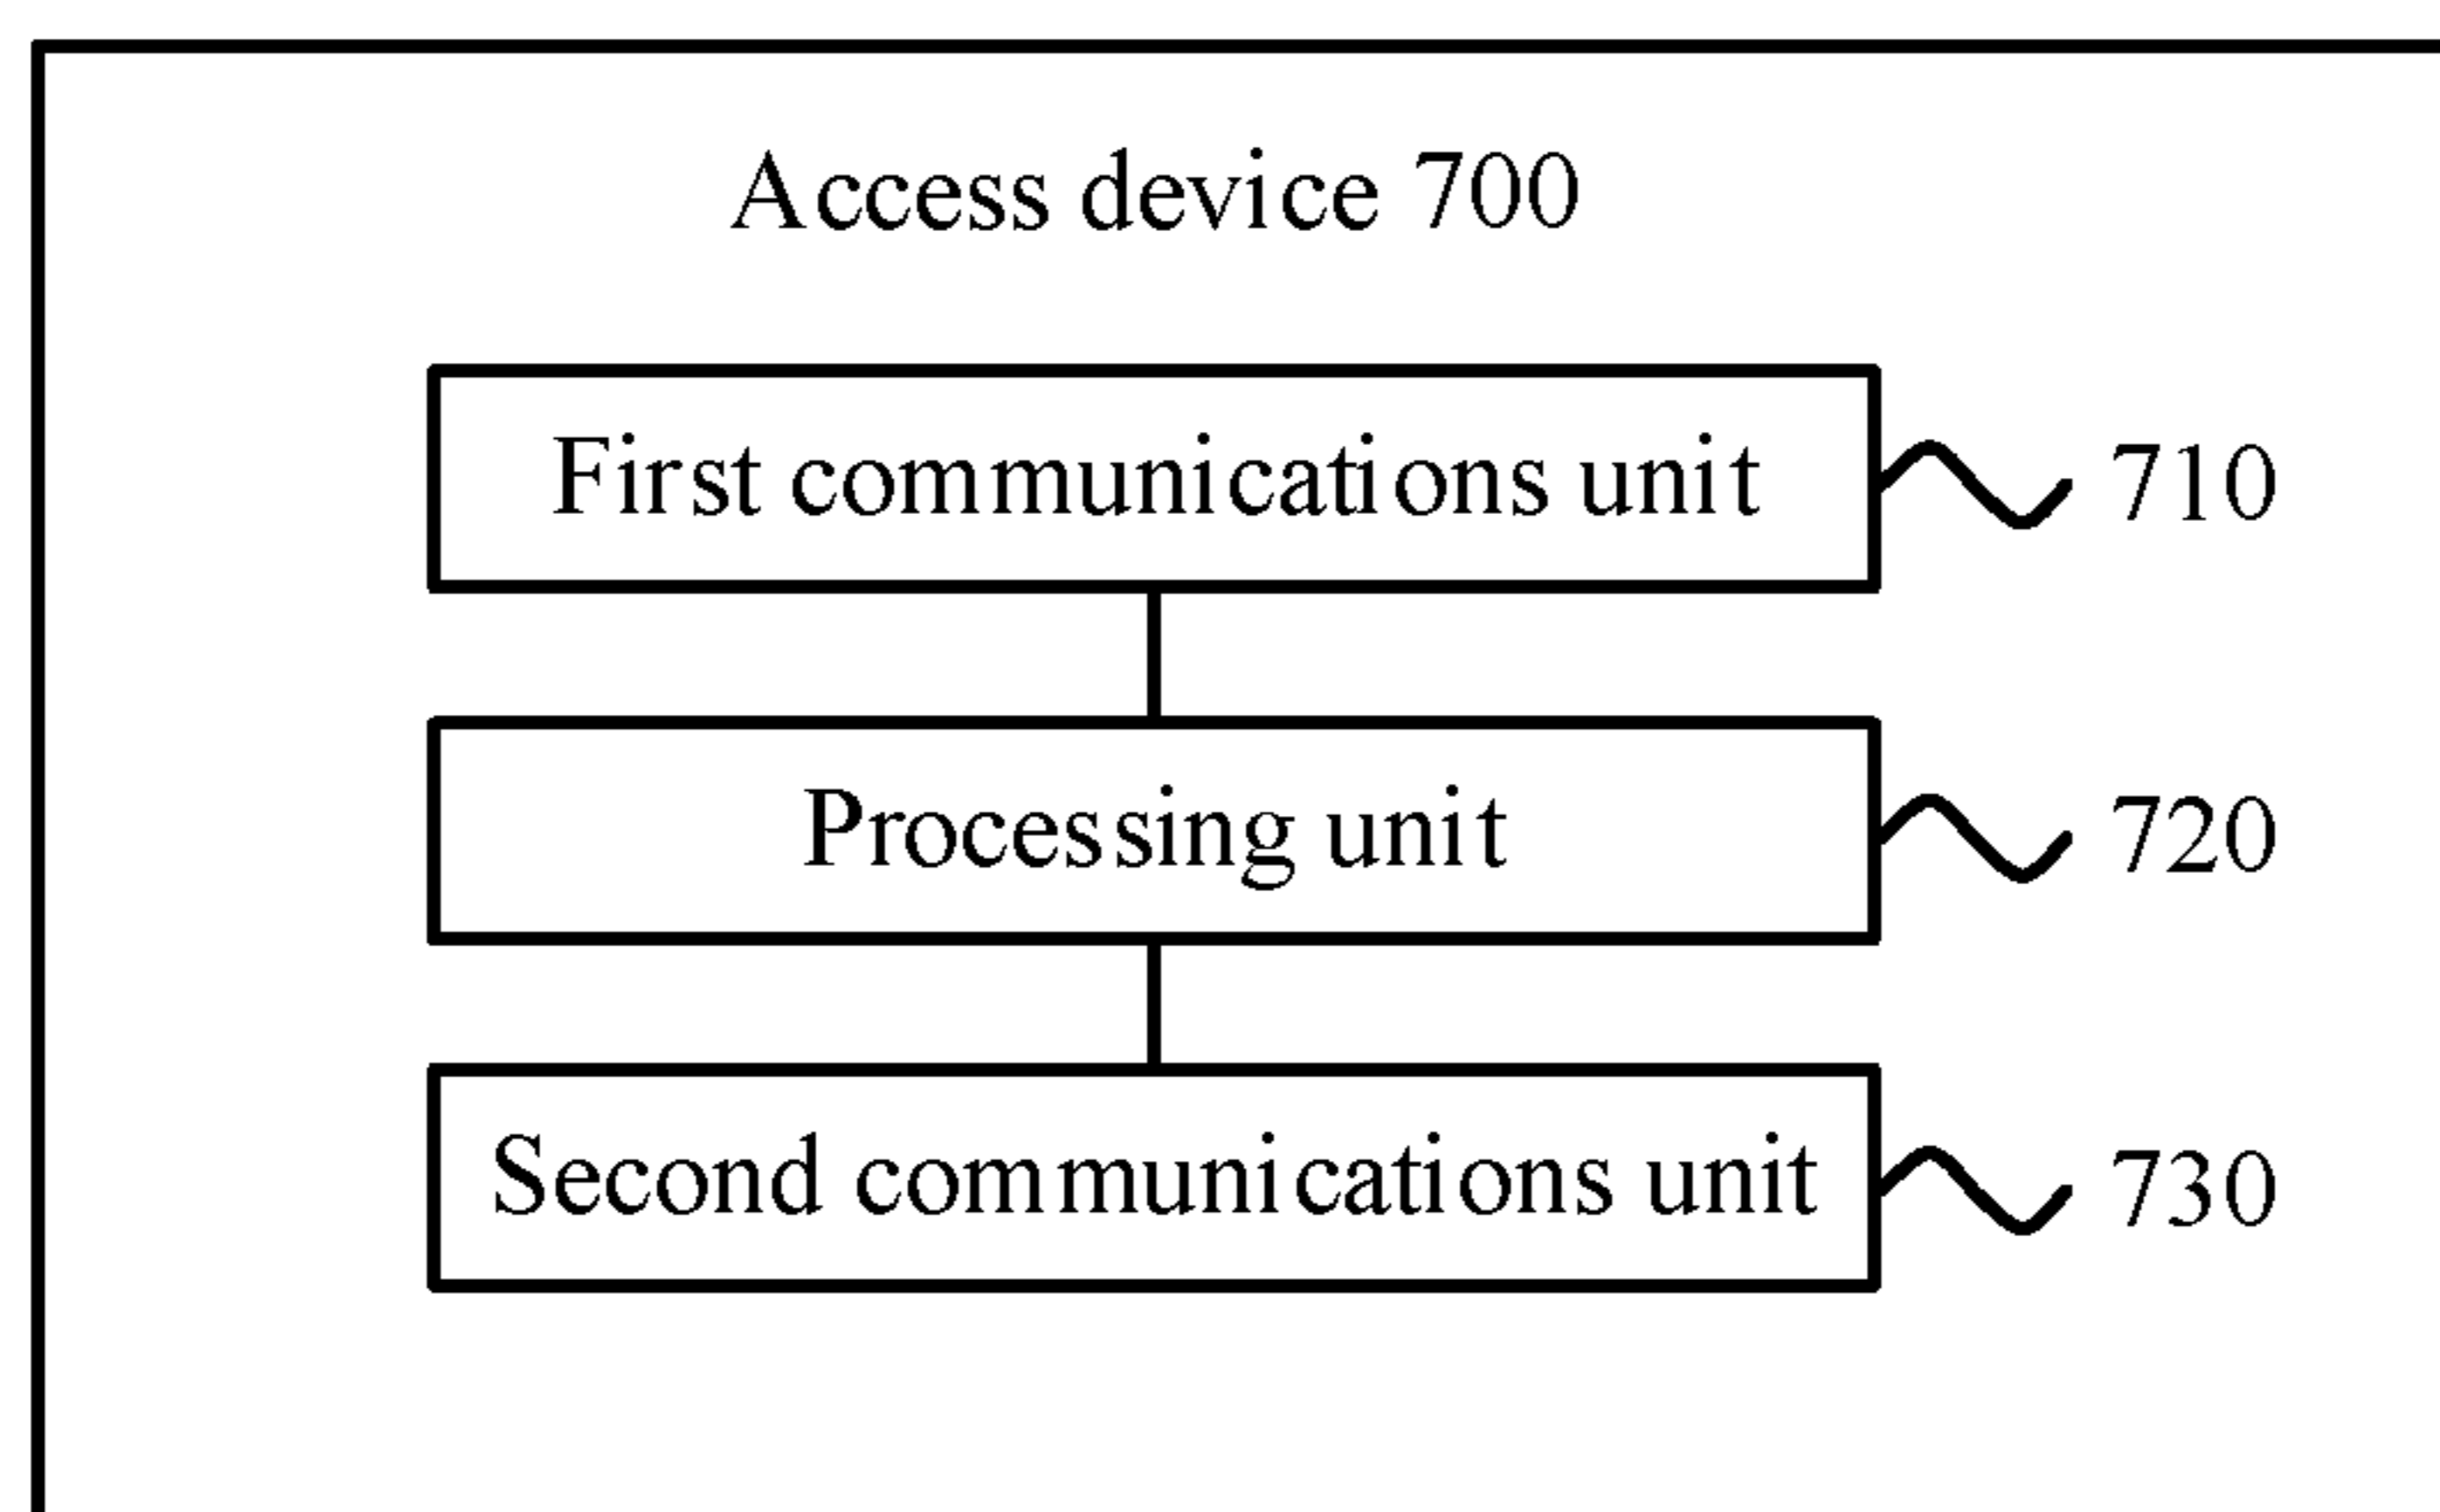 Access device 700
First communications unit 710
Processing unit 720
Second communications unit 730